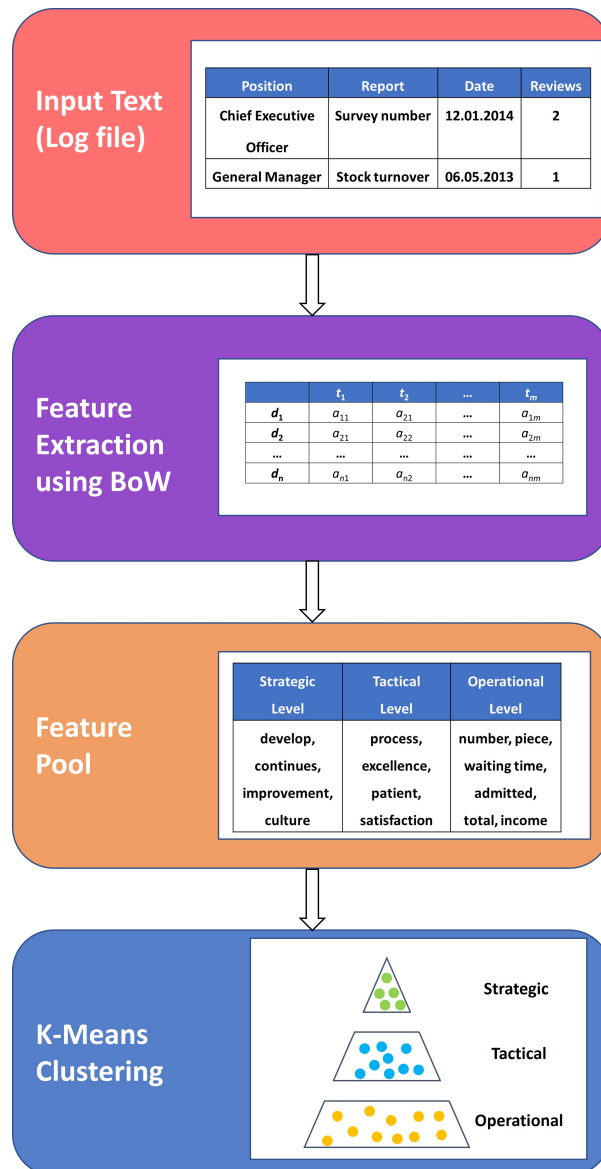 Input Text
(Log file)
Position Report Date Reviews
Chief Executive Officer Survey number 12.01.2014 2
General Manager Stock turnover 06.05.2013 1
Feature
Extraction
using BoW
t1 t2 ... tm
d1 a11 a21 ... a1m
d2 a21 a22 ... a2m
... ... ... ... ...
dn an1 an2 ... anm
Feature
Pool
Strategic Level Tactical Level Operational Level
develop, process, number, piece,
continues, excellence, waiting time,
improvement, patient, admitted,
culture satisfaction total, income
K-Means
Clustering
Strategic
Tactical
Operational